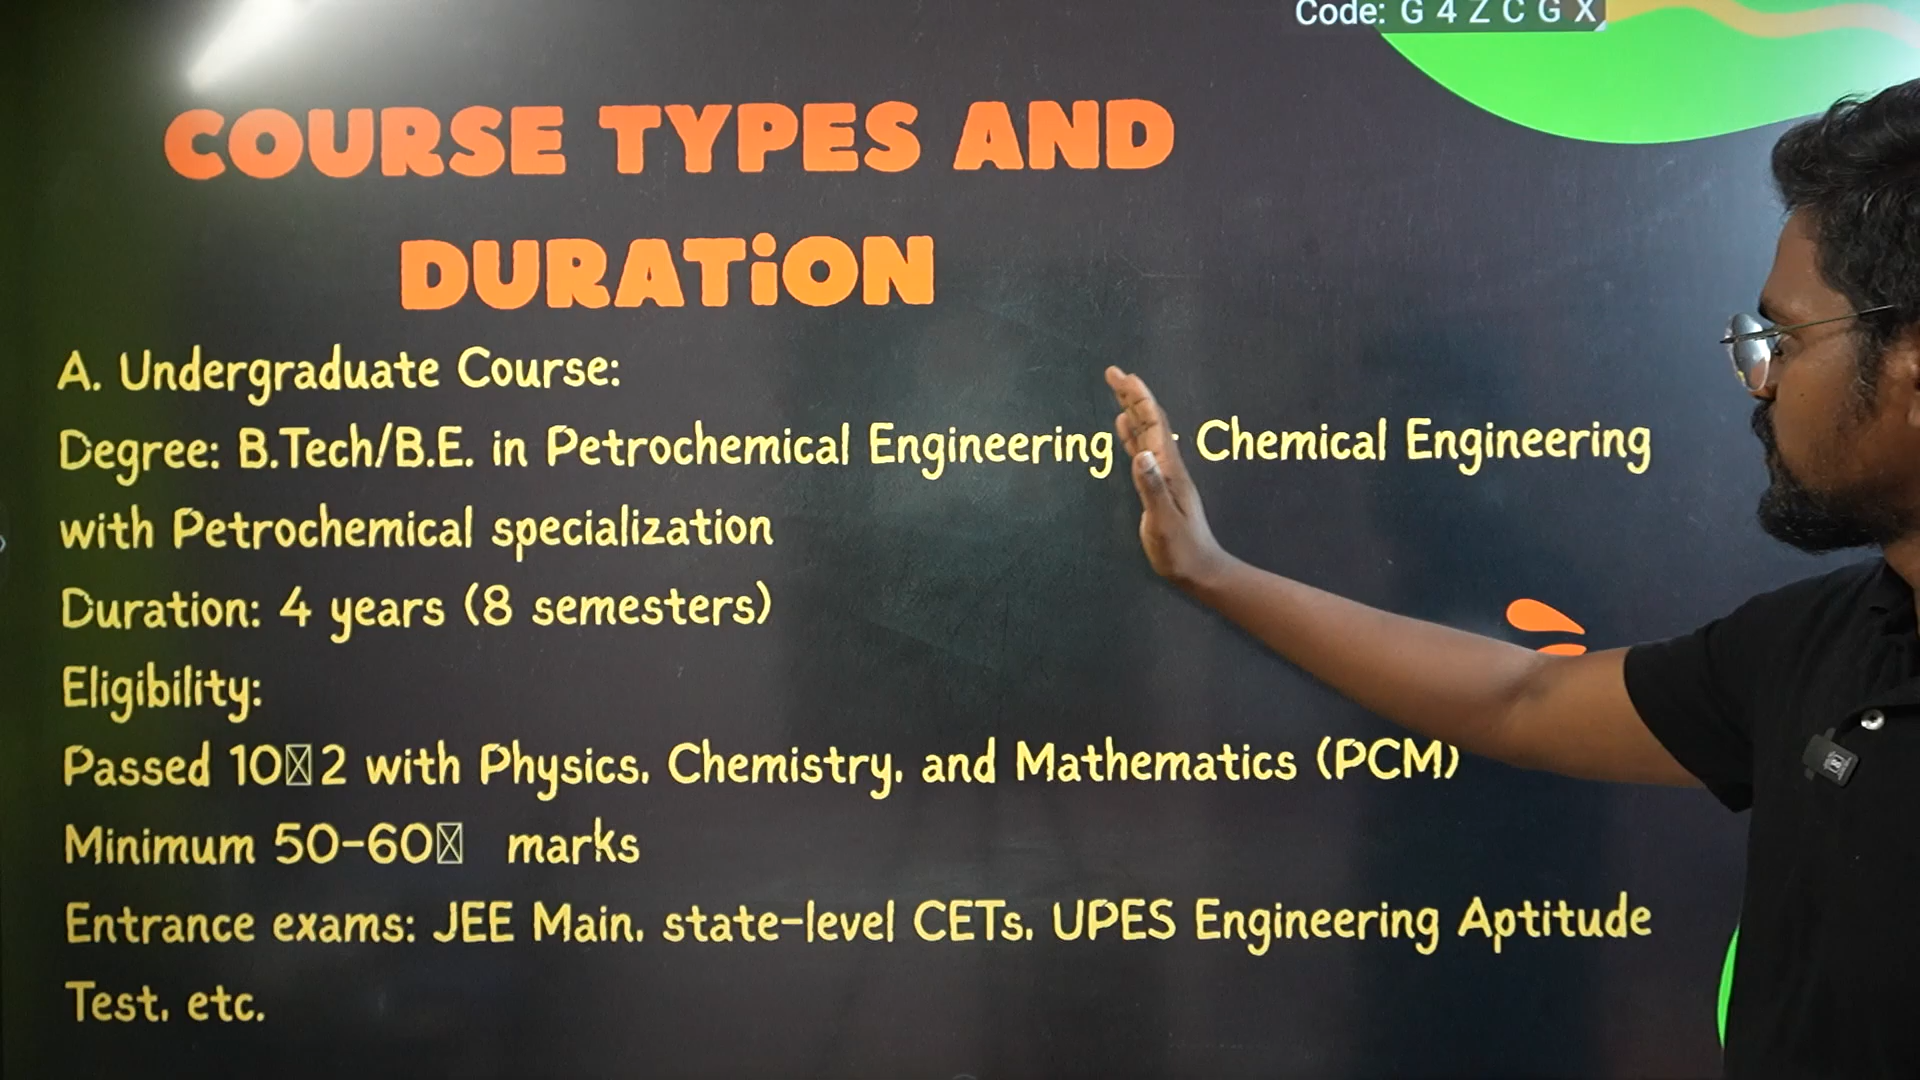 Code: G 4 Z C G X
COURSE TYPES AND
DURATiON
A. Undergraduate Course:
Degree: B.Tech/B.E. in Petrochemical Engineering Chemical Engineering
with Petrochemical specialization
Duration: 4 years (8 semesters)
Eligibility:
Passed 10☒2 with Physics, Chemistry, and Mathematics (PCM)
Minimum 50-60☒ marks
Entrance exams: JEE Main, state-level CETs, UPES Engineering Aptitude
Test, etc.